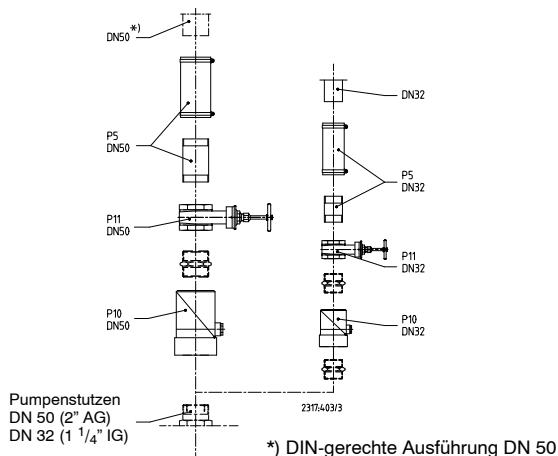 DN50 *)
DN32
P5
DN50
P5
DN32
P11
DN50
P11
DN32
P10
DN50
P10
DN32
2317:403/3
Pumpenstutzen
DN 50 (2” AG)
DN 32 (1 1/4” IG)
*) DIN-gerechte Ausführung DN 50